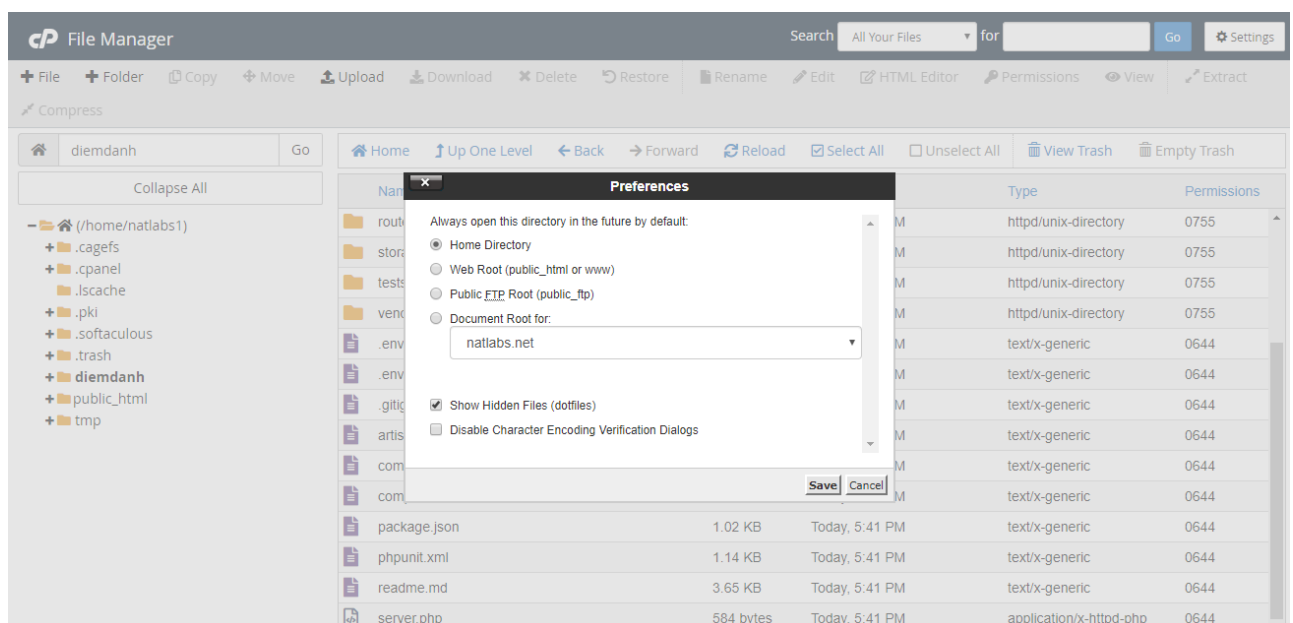 cP File Manager Search All Your Files for Go Settings
File Folder Copy Move Upload Download Delete Restore Rename Edit HTML Editor Permissions View Extract
Compress
diemdanh Go Home Up One Level Back Forward Reload Select All Unselect All View Trash Empty Trash
Collapse All
(/home/natlabs1)
.cagefs
.cpanel
.lscache
.pki
.softaculous
.trash
diemdanh
public_html
tmp
Type Permissions
httpd/unix-directory 0755
httpd/unix-directory 0755
httpd/unix-directory 0755
httpd/unix-directory 0755
.env text/x-generic 0644
.env text/x-generic 0644
text/x-generic 0644
text/x-generic 0644
text/x-generic 0644
text/x-generic 0644
package.json 1.02 KB Today, 5:41 PM text/x-generic 0644
phpunit.xml 1.14 KB Today, 5:41 PM text/x-generic 0644
readme.md 3.65 KB Today, 5:41 PM text/x-generic 0644
server.php 584 bytes Today, 5:41 PM application/x-httpd-php 0644
Preferences
Always open this directory in the future by default:
Home Directory
Web Root (public_html or www)
Public FTP Root (public_ftp)
Document Root for:
natlabs.net
Show Hidden Files (dotfiles)
Disable Character Encoding Verification Dialogs
Save Cancel